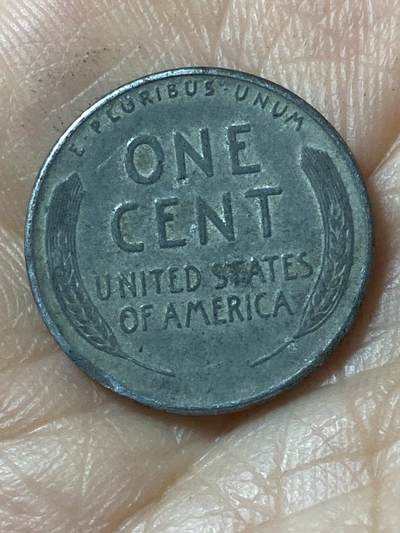 E·PLURIBUS·UNUM
ONE
CENT
UNITED STATES
OF AMERICA